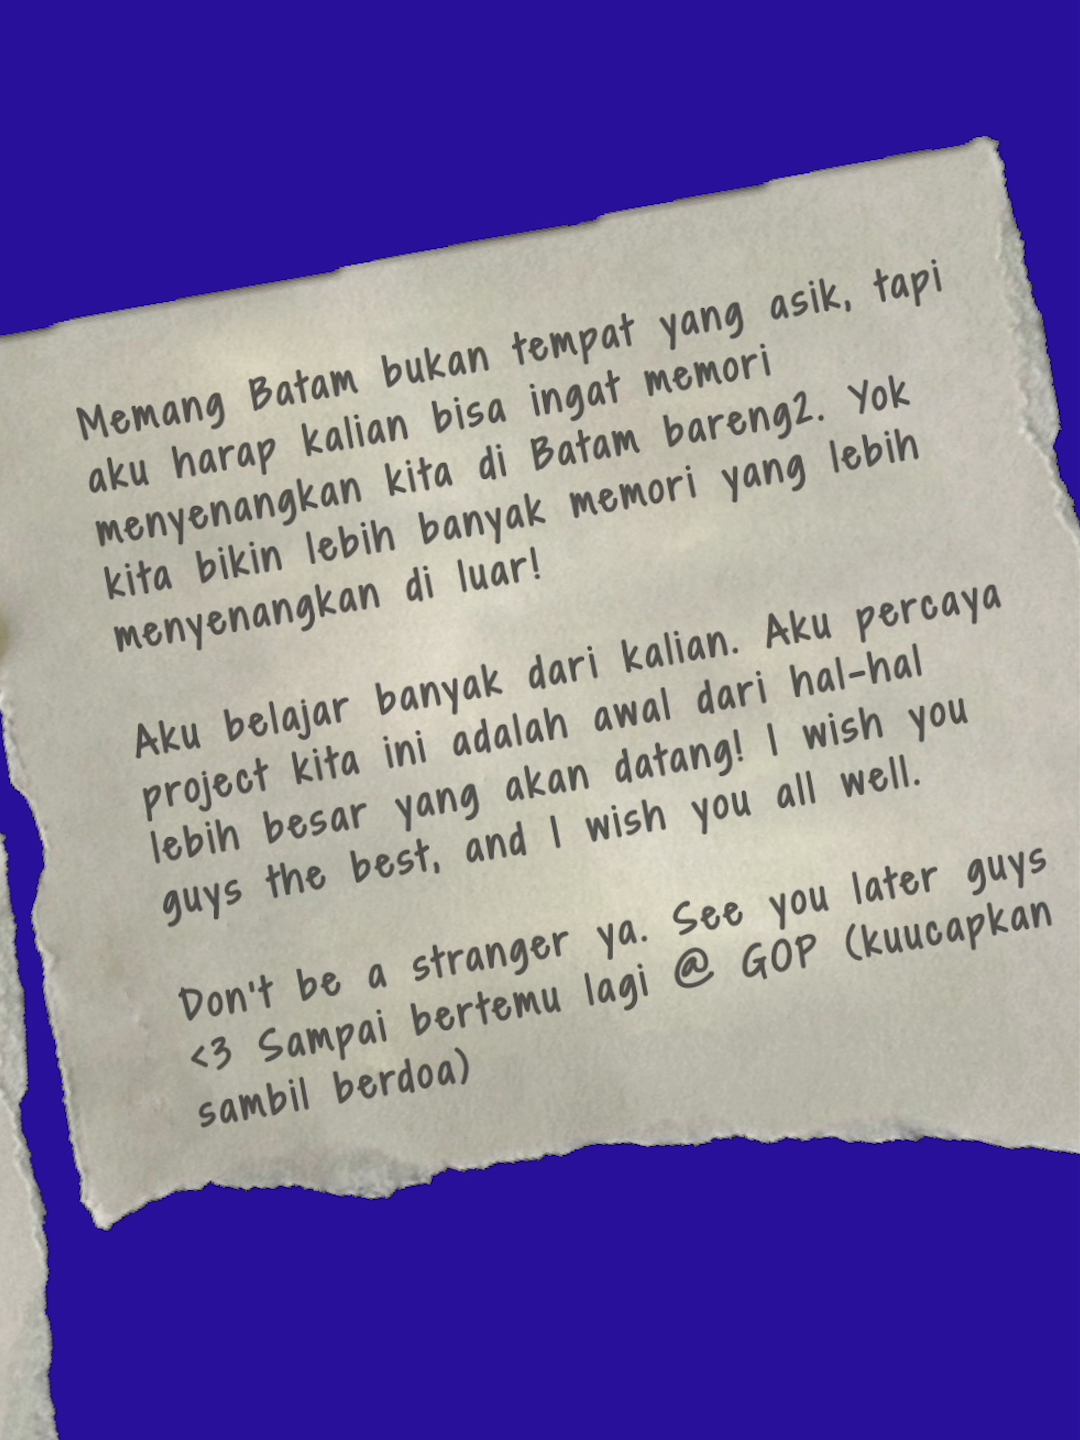 Memang Batam bukan tempat yang asik, tapi
aku harap kalian bisa ingat memori
menyenangkan kita di Batam bareng2. Yok
kita bikin lebih banyak memori yang lebih
menyenangkan di luar!
Aku belajar banyak dari kalian. Aku percaya
project kita ini adalah awal dari hal-hal
lebih besar yang akan datang! I wish you
guys the best, and I wish you all well.
Don't be a stranger ya. See you later guys
<3 Sampai bertemu lagi @ GOP (kuucapkan
sambil berdoa)